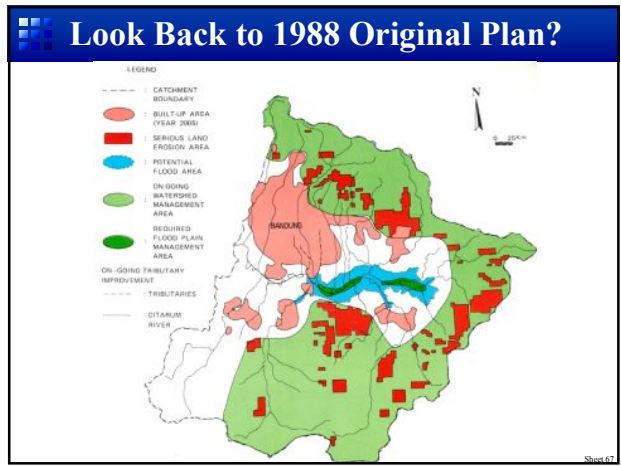 Look Back to 1988 Original Plan?
LEGEND
: CATCHMENT
BOUNDARY
: BUILT-UP AREA
(YEAR 2005)
: SERIOUS LAND
EROSION AREA
: POTENTIAL
FLOOD AREA
: ON-GOING
WATERSHED
MANAGEMENT
AREA
: REQUIRED
FLOOD PLAIN
MANAGEMENT
AREA
ON-GOING TRIBUTARY
IMPROVEMENT
: TRIBUTARIES
: CITARUM
RIVER
N
BANDUNG
Sheet 67